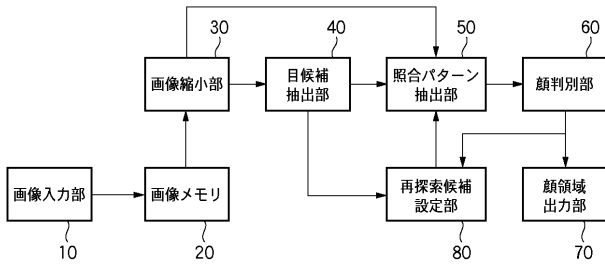 30
40
50
60
画像縮小部
目候補
抽出部
照合パターン
抽出部
顔判別部
画像入力部
画像メモリ
再探索候補
設定部
顔領域
出力部
10
20
80
70